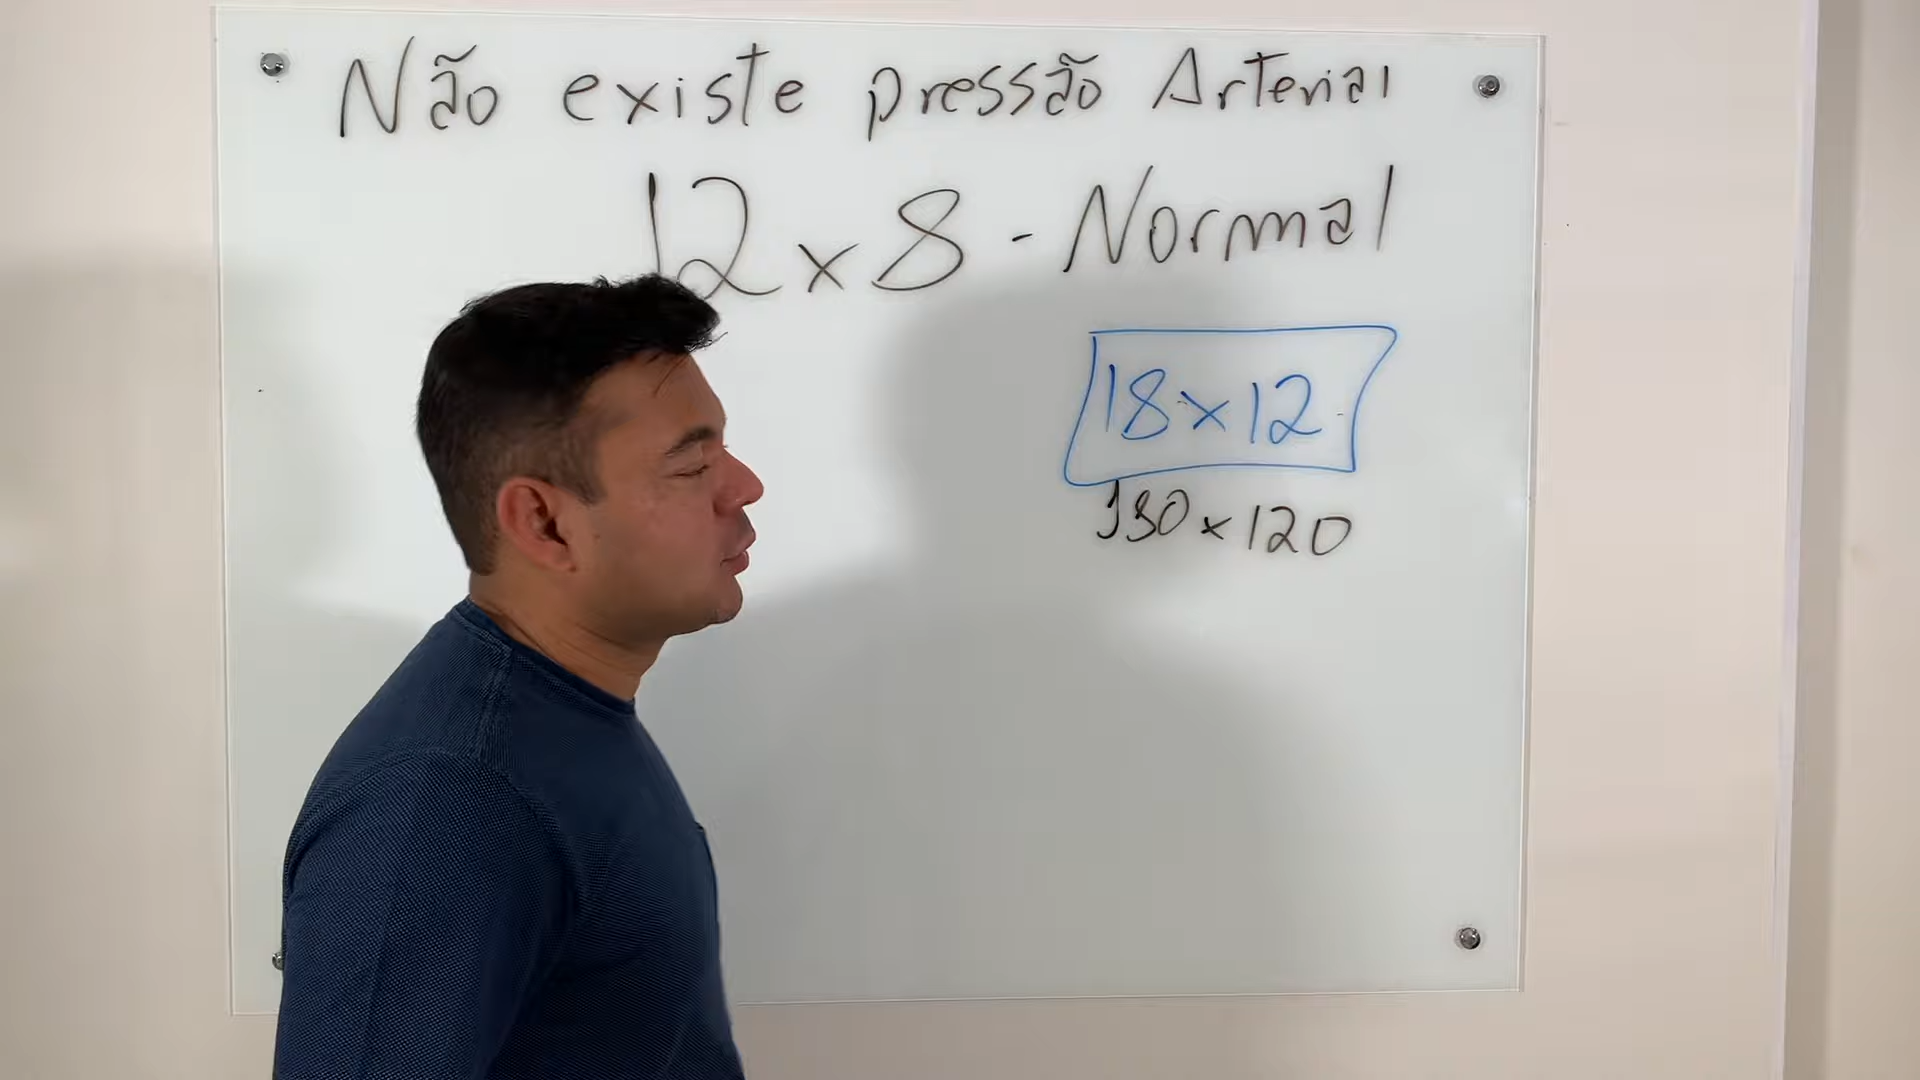 Não existe pressão Arterial
12 x 8 - Normal
18 x 12
180 x 120